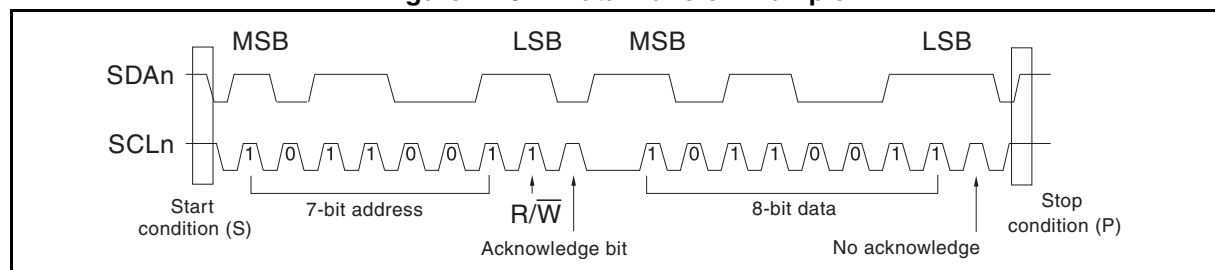 MSB LSB MSB LSB
SDAn
SCLn 1 0 1 1 0 0 1 1 1 0 1 1 0 0 1 1
Start
condition (S)
7-bit address
R/W
Acknowledge bit
8-bit data
No acknowledge
Stop
condition (P)